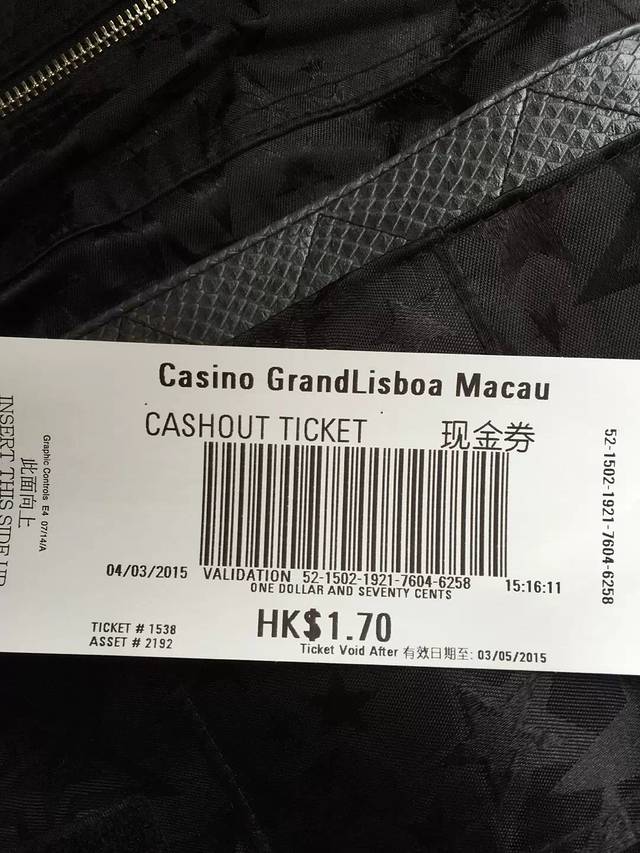 Casino GrandLisboa Macau
CASHOUT TICKET 现金券
04/03/2015 VALIDATION 52-1502-1921-7604-6258 15:16:11
ONE DOLLAR AND SEVENTY CENTS
TICKET # 1538
HK$1.70
ASSET # 2192
Ticket Void After 有效日期至: 03/05/2015
INSERT THIS SIDE UP
此面向上
Graphic Controls E4 07/14/A
52-1502-1921-7604-6258